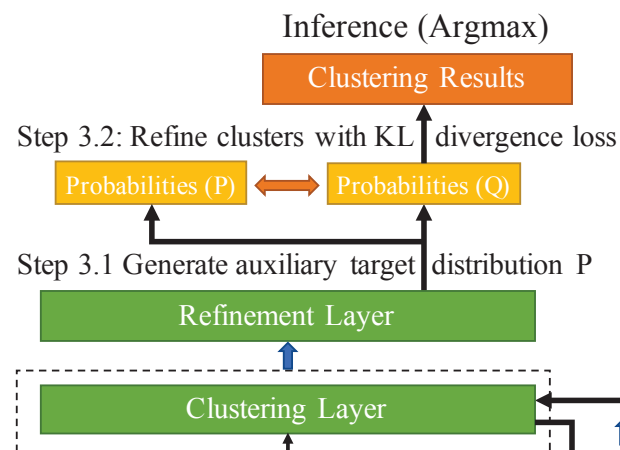 Inference (Argmax)
Clustering Results
Step 3.2: Refine clusters with KL divergence loss
Probabilities (P)
Probabilities (Q)
Step 3.1 Generate auxiliary target distribution P
Refinement Layer
Clustering Layer